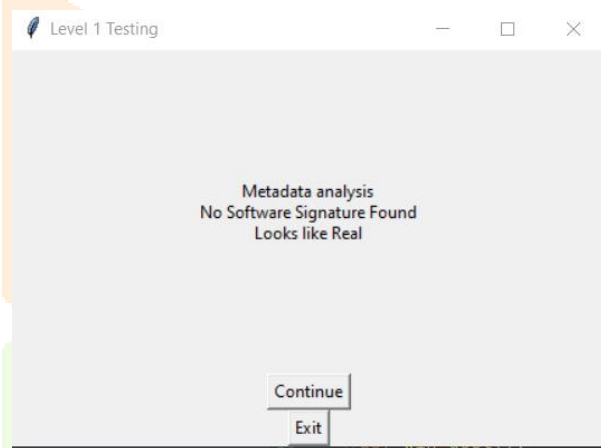 Level 1 Testing
Metadata analysis
No Software Signature Found
Looks like Real
Continue
Exit